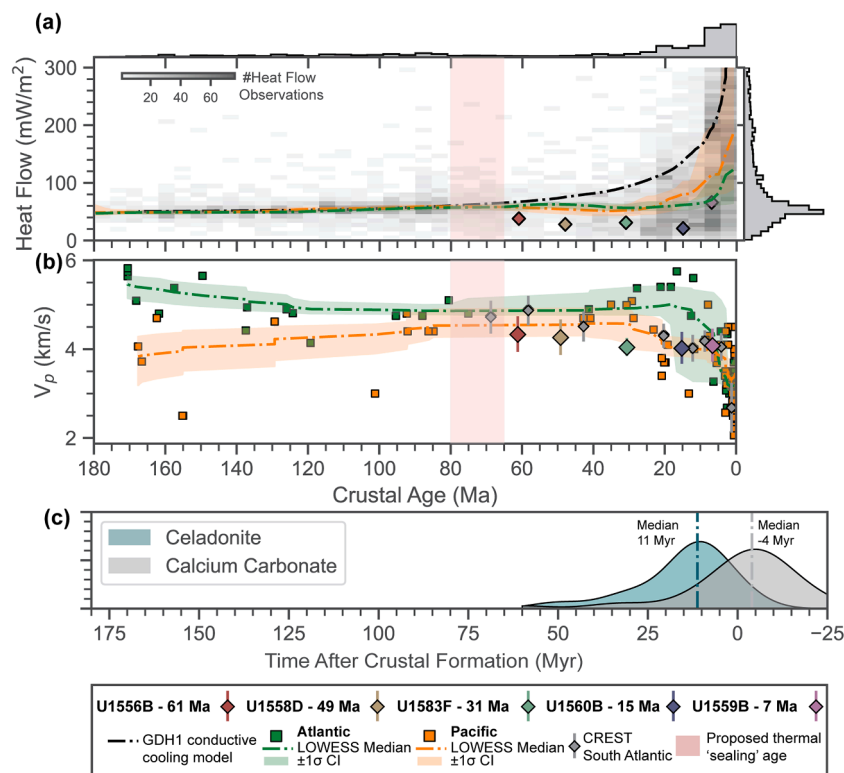 (a)
#Heat Flow
Observations
20 40 60
Heat Flow (mW/m²)
300
200
100
0
(b)
Vp (km/s)
6
4
2
180 160 140 120 100 80 60 40 20 0
Crustal Age (Ma)
(c)
Celadonite
Calcium Carbonate
Median
11 Myr
Median
-4 Myr
175 150 125 100 75 50 25 0 −25
Time After Crustal Formation (Myr)
U1556B - 61 Ma U1558D - 49 Ma U1583F - 31 Ma U1560B - 15 Ma U1559B - 7 Ma
GDH1 conductive
cooling model
Atlantic
LOWESS Median
±1σ CI
Pacific
LOWESS Median
±1σ CI
CREST
South Atlantic
Proposed thermal
‘sealing’ age